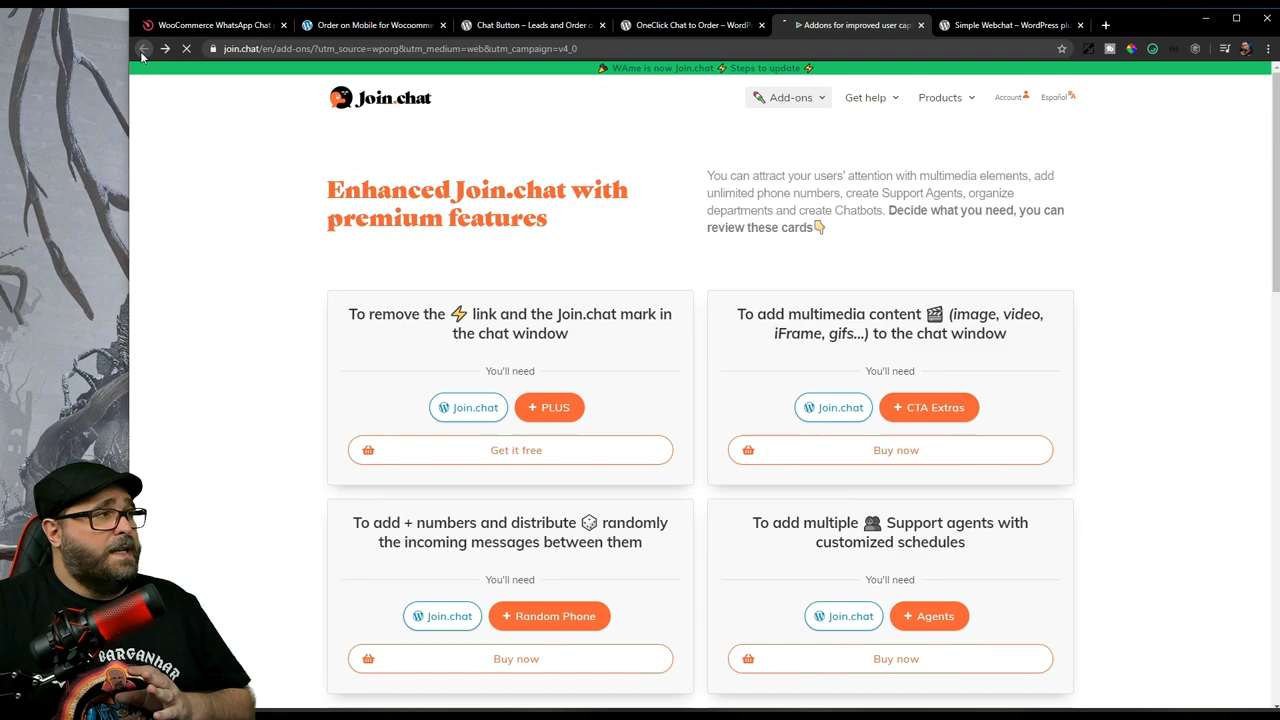 WooCommerce WhatsApp Chat
Order on Mobile for Wocoomme
Chat Button – Leads and Order o
OneClick Chat to Order – WordP
Addons for improved user cap
Simple Webchat – WordPress plu
join.chat/en/add-ons/?utm_source=wporg&utm_medium=web&utm_campaign=v4_0
🎉 WAme is now Join.chat ⚡ Steps to update ⚡
Join.chat
Add-ons
Get help
Products
Account
Español
Enhanced Join.chat with
premium features
You can attract your users' attention with multimedia elements, add
unlimited phone numbers, create Support Agents, organize
departments and create Chatbots. Decide what you need, you can
review these cards👇
To remove the ⚡ link and the Join.chat mark in
the chat window
You'll need
Join.chat
+ PLUS
Get it free
To add multimedia content 🎬 (image, video,
iFrame, gifs...) to the chat window
You'll need
Join.chat
+ CTA Extras
Buy now
To add + numbers and distribute 🎲 randomly
the incoming messages between them
You'll need
Join.chat
+ Random Phone
Buy now
To add multiple 👥 Support agents with
customized schedules
You'll need
Join.chat
+ Agents
Buy now
BARGANHAR